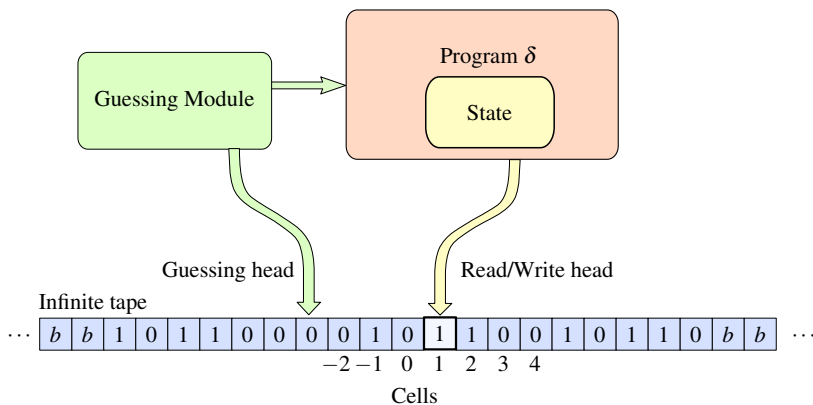 Program δ
Guessing Module
State
Guessing head
Read/Write head
Infinite tape
··· b b 1 0 1 1 0 0 0 0 1 0 1 1 0 0 1 0 1 1 0 b b ···
−2 −1 0 1 2 3 4
Cells